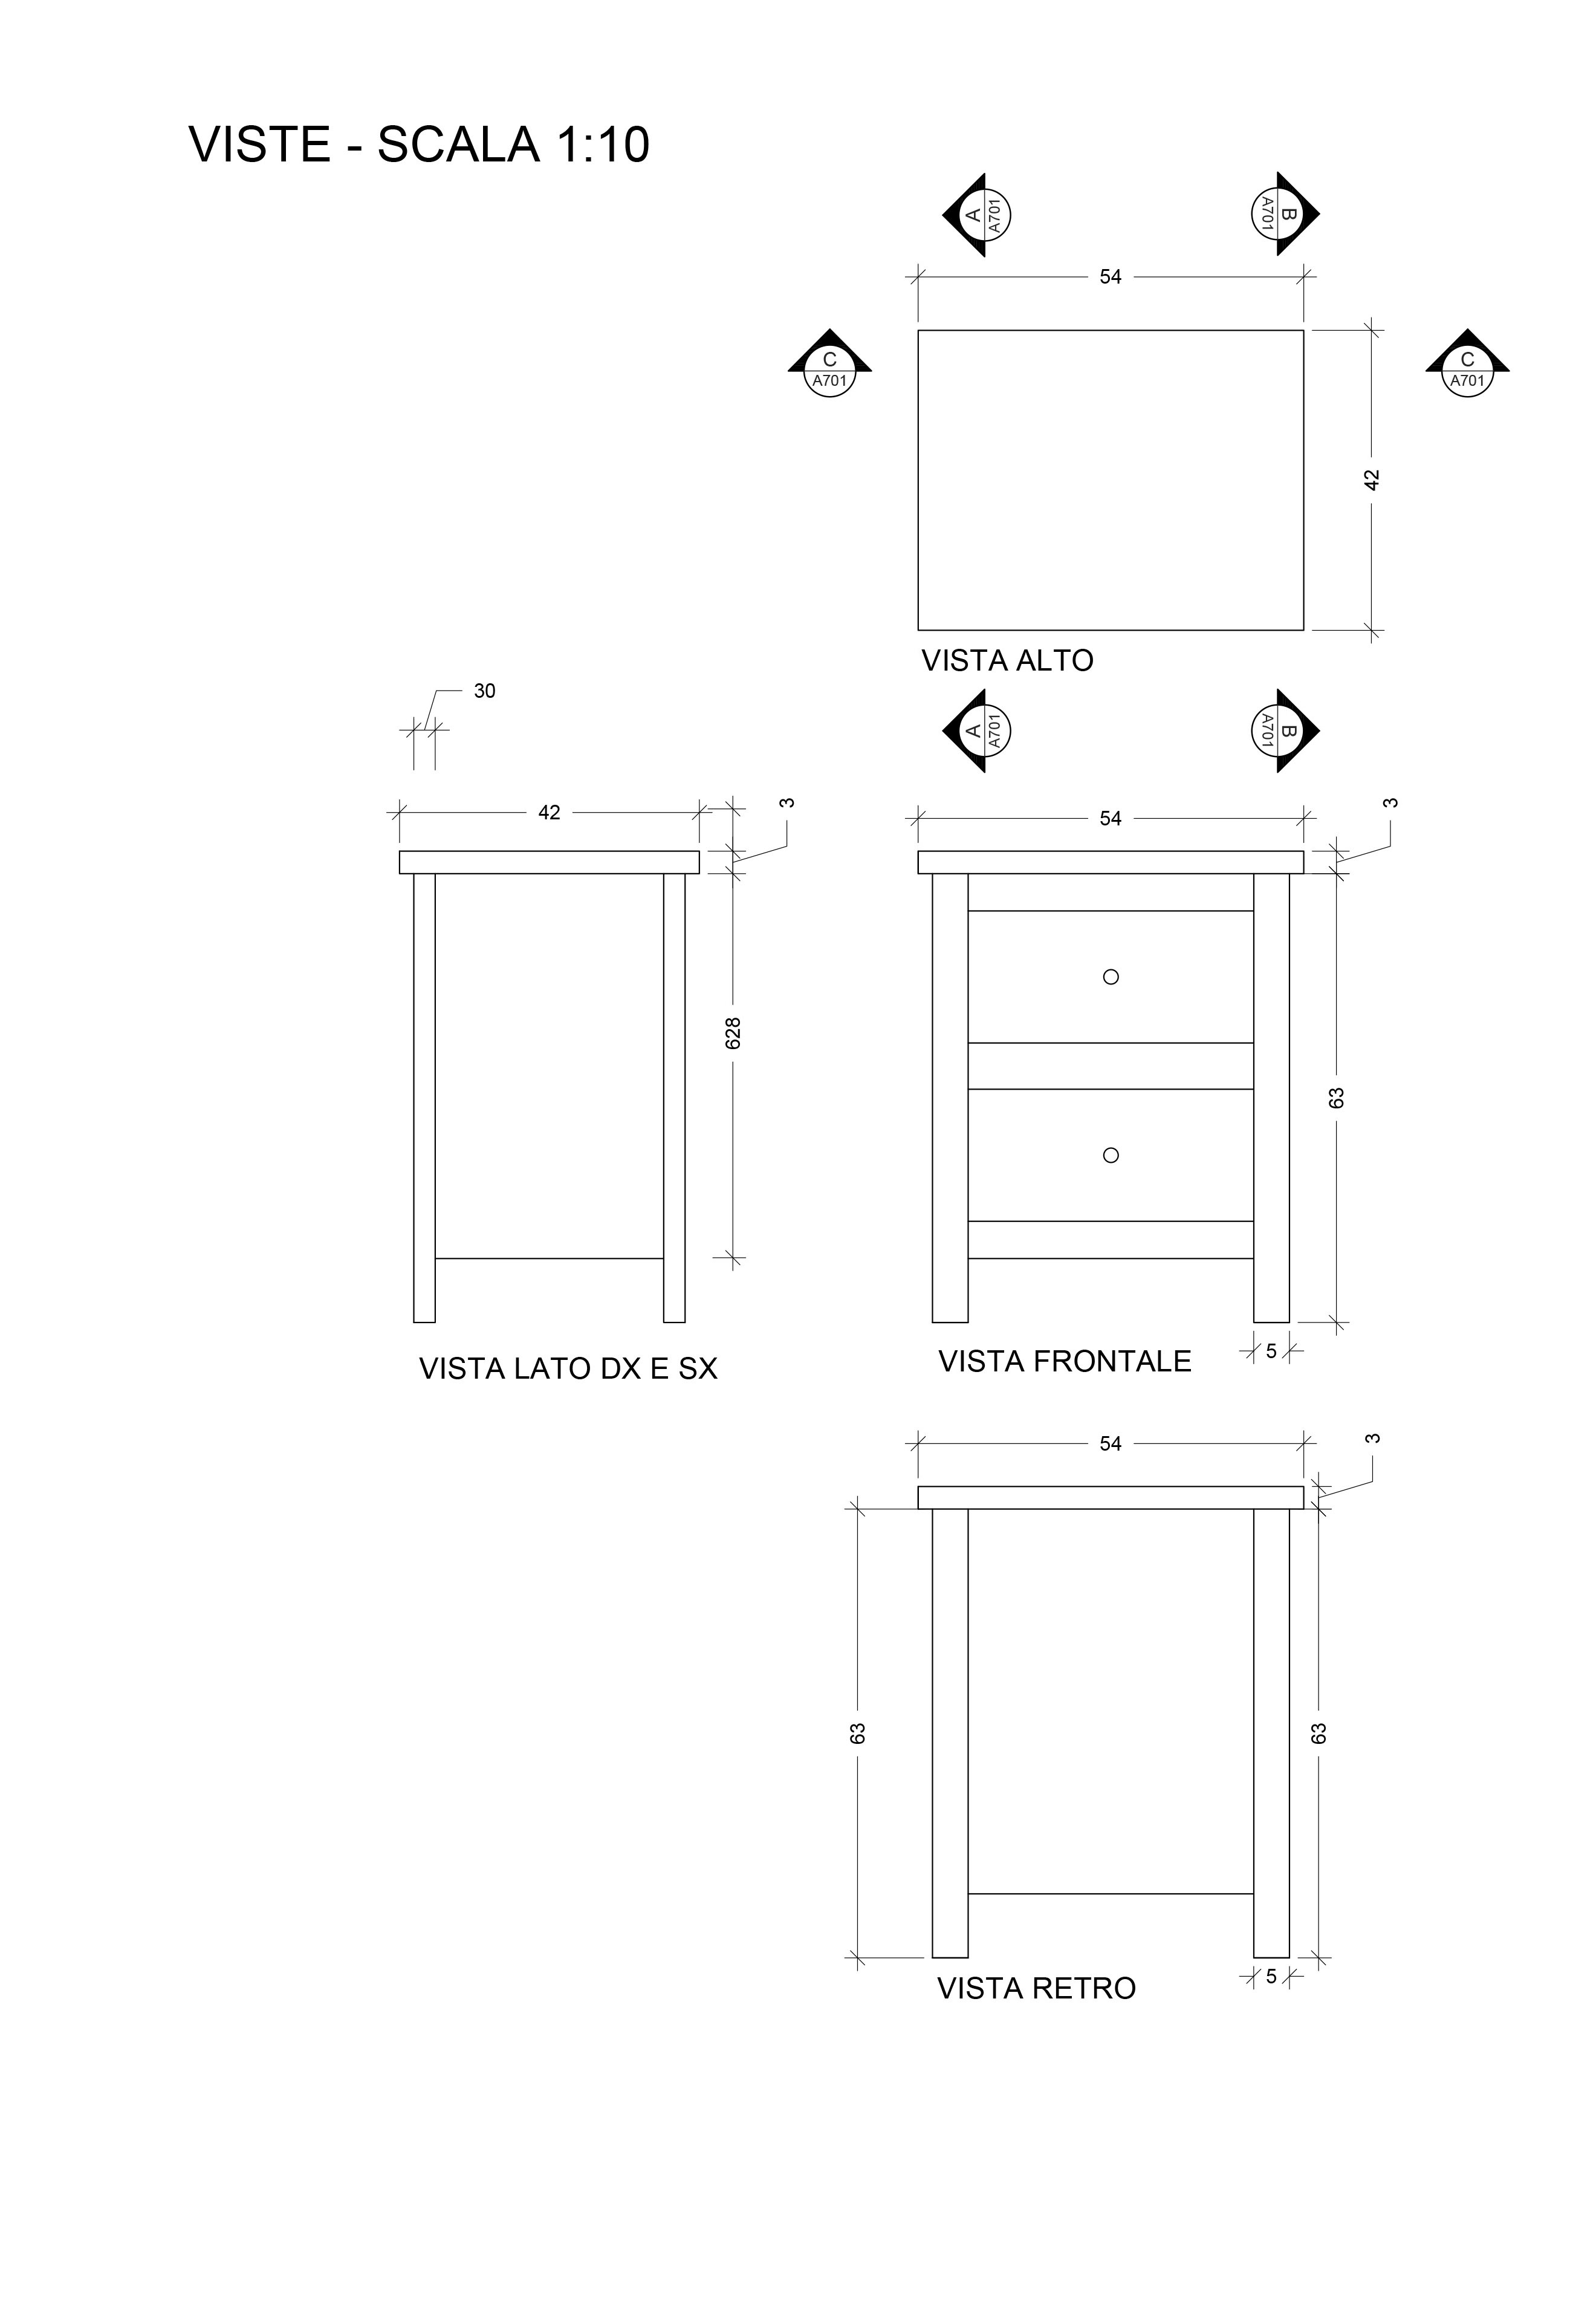 VISTE - SCALA 1:10
A
A701
B
A701
54
C
A701
C
A701
42
VISTA ALTO
30
A
A701
B
A701
42
3
54
3
628
63
VISTA LATO DX E SX
VISTA FRONTALE
5
54
3
63
63
VISTA RETRO
5